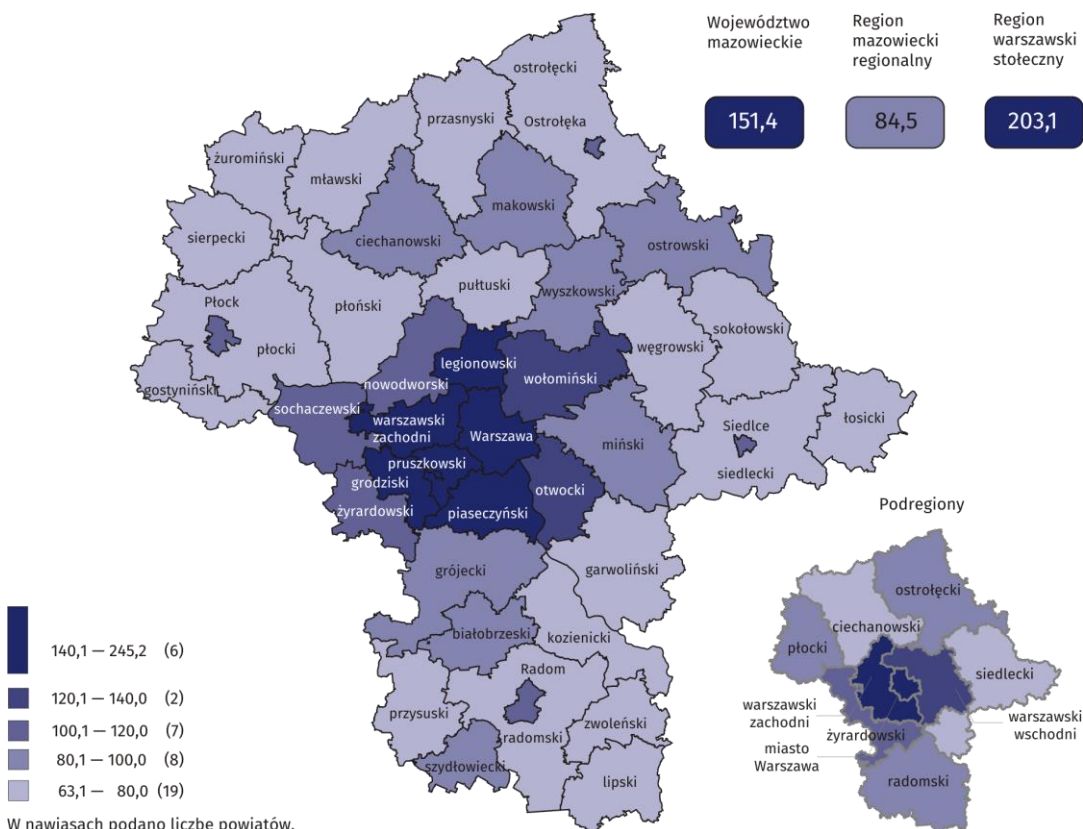 Województwo
mazowieckie
Region
mazowiecki
regionalny
Region
warszawski
stołeczny
151,4
84,5
203,1
ostrołęcki
przasnyski
Ostrołęka
żuromiński
mławski
makowski
sierpecki
ciechanowski
ostrowski
pułtuski
wyszkowski
Płock
płoński
sokołowski
płocki
węgrowski
legionowski
wołomiński
nowodworski
gostyniński
sochaczewski
łosicki
warszawski
zachodni
Warszawa
Siedlce
miński
pruszkowski
siedlecki
grodziski
otwocki
żyrardowski
piaseczyński
grójecki
garwoliński
białobrzeski
kozienicki
Radom
przysuski
zwoleński
radomski
szydłowiecki
lipski
Podregiony
ostrołęcki
ciechanowski
płocki
siedlecki
warszawski
zachodni
żyrardowski
warszawski
wschodni
miasto
Warszawa
radomski
140,1 — 245,2 (6)
120,1 — 140,0 (2)
100,1 — 120,0 (7)
80,1 — 100,0 (8)
63,1 — 80,0 (19)
W nawiasach podano liczbę powiatów.